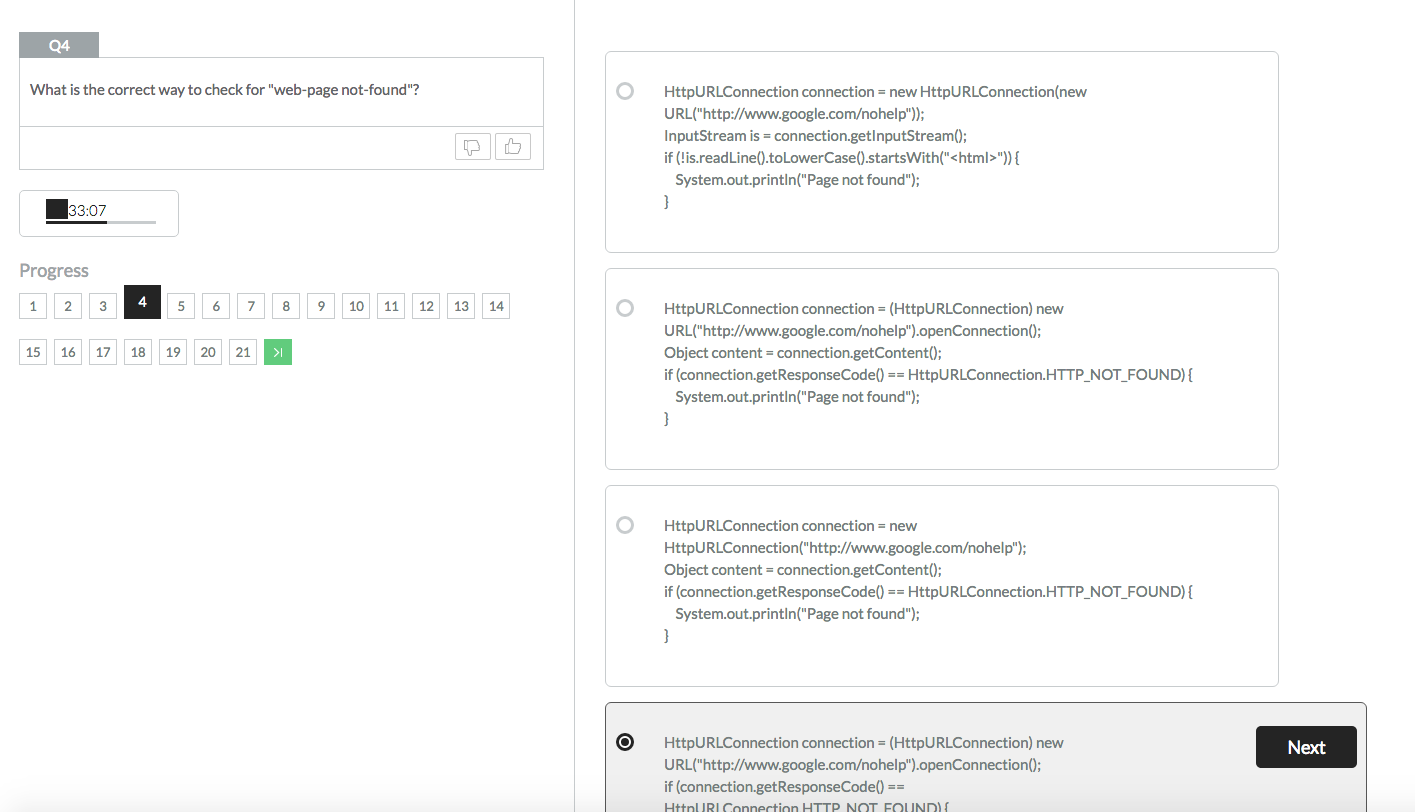 Q4
What is the correct way to check for "web-page not-found"?
33:07
Progress
1 2 3 4 5 6 7 8 9 10 11 12 13 14
15 16 17 18 19 20 21
HttpURLConnection connection = new HttpURLConnection(new
URL("http://www.google.com/nohelp"));
InputStream is = connection.getInputStream();
if (!is.readLine().toLowerCase().startsWith("<html>")) {
System.out.println("Page not found");
}
HttpURLConnection connection = (HttpURLConnection) new
URL("http://www.google.com/nohelp").openConnection();
Object content = connection.getContent();
if (connection.getResponseCode() == HttpURLConnection.HTTP_NOT_FOUND) {
System.out.println("Page not found");
}
HttpURLConnection connection = new
HttpURLConnection("http://www.google.com/nohelp");
Object content = connection.getContent();
if (connection.getResponseCode() == HttpURLConnection.HTTP_NOT_FOUND) {
System.out.println("Page not found");
}
HttpURLConnection connection = (HttpURLConnection) new
URL("http://www.google.com/nohelp").openConnection();
if (connection.getResponseCode() ==
HttpURLConnection.HTTP_NOT_FOUND) {
Next